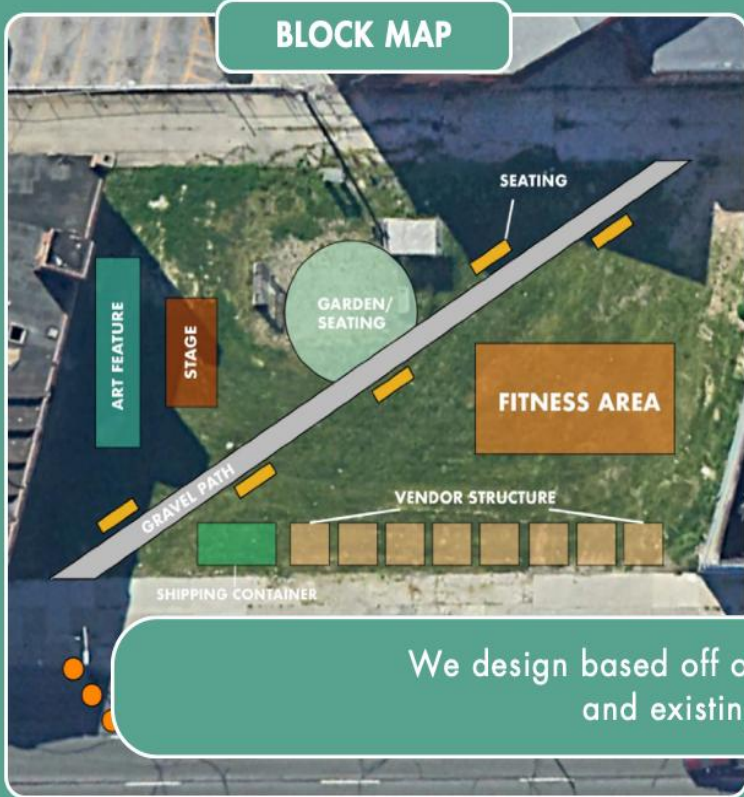 BLOCK MAP
SEATING
GARDEN/
SEATING
ART FEATURE
STAGE
FITNESS AREA
GRAVEL PATH
VENDOR STRUCTURE
SHIPPING CONTAINER
We design based off
and existin